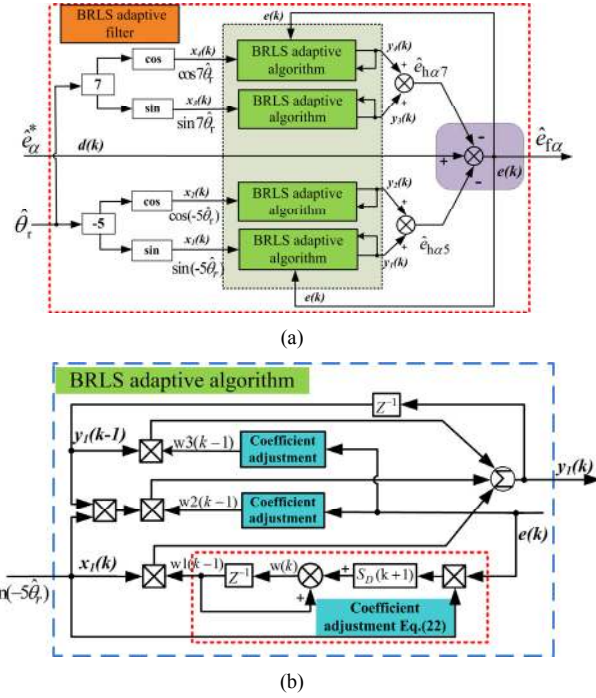 BRLS adaptive
filter
e(k)
cos
x₄(k)
cos7θ̂r
BRLS adaptive
algorithm
y₄(k)
+
ê_hα7
7
sin
x₃(k)
sin7θ̂r
BRLS adaptive
algorithm
y₃(k)
+
-
ê*_α
d(k)
+
e(k)
ê_fα
-
θ̂r
-5
cos
x₂(k)
cos(-5θ̂r)
BRLS adaptive
algorithm
y₂(k)
+
ê_hα5
sin
x₁(k)
sin(-5θ̂r)
BRLS adaptive
algorithm
y₁(k)
+
e(k)
(a)
BRLS adaptive algorithm
Z⁻¹
y₁(k-1)
w3(k−1)
Coefficient
adjustment
Σ
y₁(k)
w2(k−1)
Coefficient
adjustment
e(k)
x₁(k)
w1(k−1)
Z⁻¹
w(k)
+
+
S_D(k+1)
n(−5θ̂r)
Coefficient
adjustment Eq.(22)
(b)